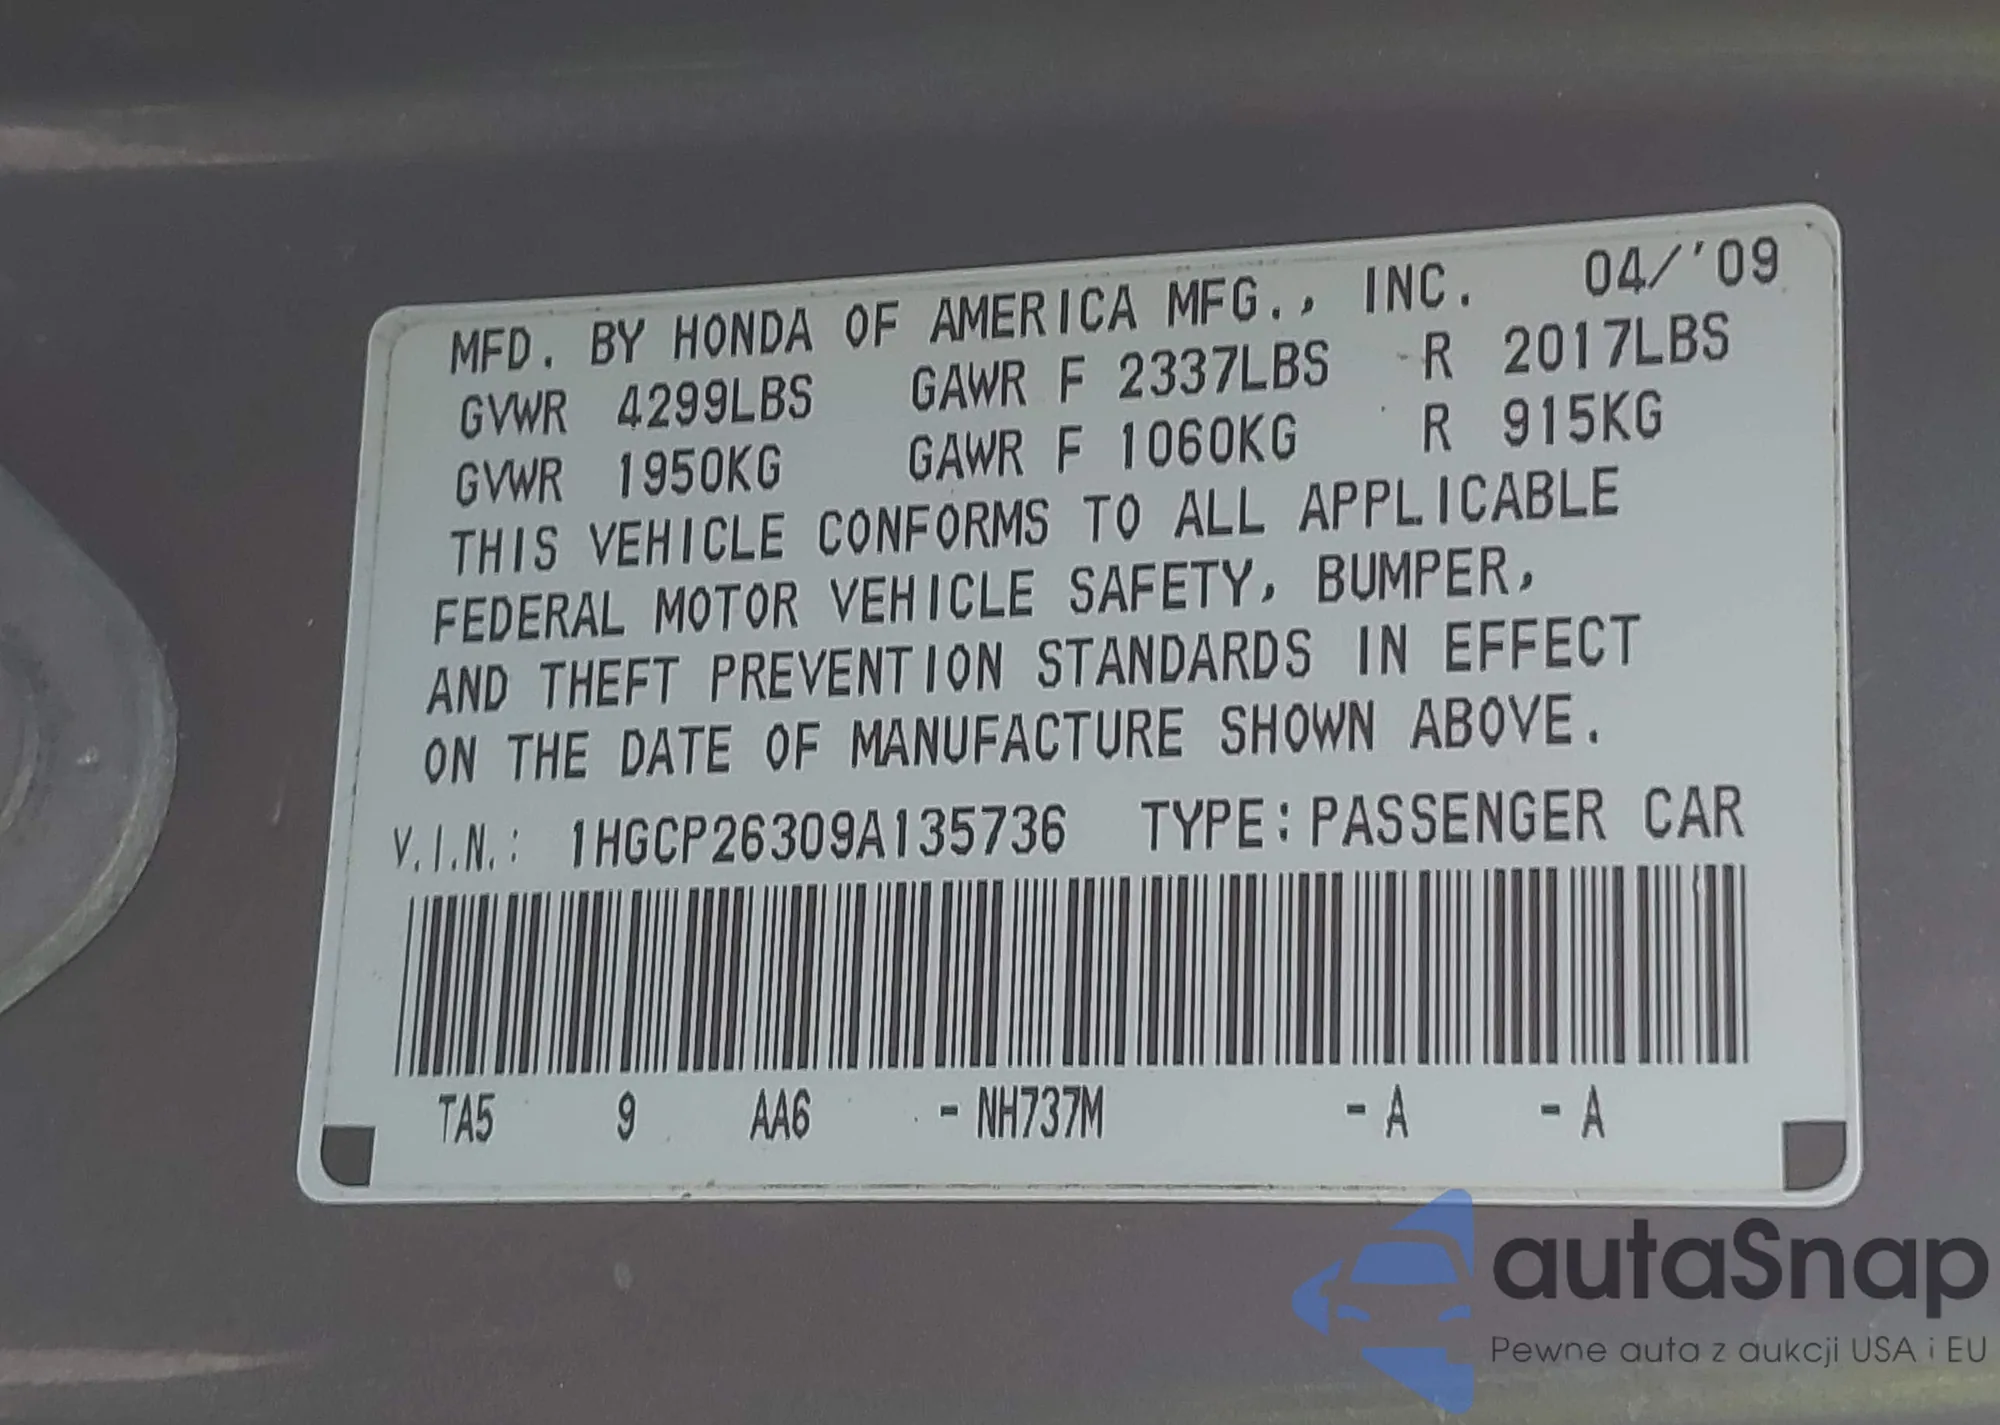 MFD. BY HONDA OF AMERICA MFG., INC. 04/'09
GVWR 4299LBS GAWR F 2337LBS R 2017LBS
GVWR 1950KG GAWR F 1060KG R 915KG
THIS VEHICLE CONFORMS TO ALL APPLICABLE
FEDERAL MOTOR VEHICLE SAFETY, BUMPER,
AND THEFT PREVENTION STANDARDS IN EFFECT
ON THE DATE OF MANUFACTURE SHOWN ABOVE.
V.I.N.: 1HGCP26309A135736 TYPE: PASSENGER CAR
TA5 9 AA6 - NH737M - A - A
autaSnap
Pewne auta z aukcji USA i EU